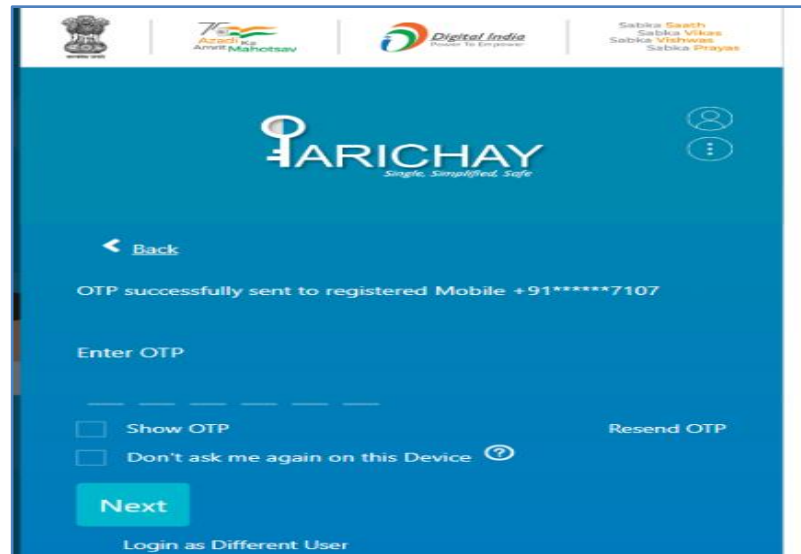 Azadi Ka
Amrit Mahotsav
Digital India
Power To Empower
Sabka Saath
Sabka Vikas
Sabka Vishwas
Sabka Prayas
PARICHAY
Single, Simplified, Safe
Back
OTP successfully sent to registered Mobile +91******7107
Enter OTP
Show OTP
Resend OTP
Don't ask me again on this Device
Next
Login as Different User